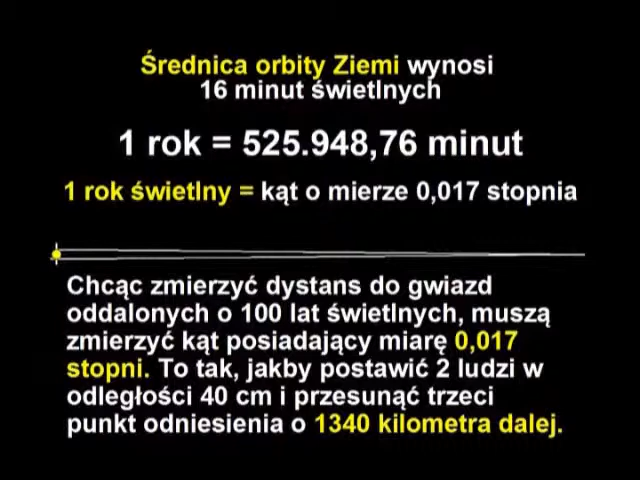 Średnica orbity Ziemi wynosi
16 minut świetlnych
1 rok = 525.948,76 minut
1 rok świetlny = kąt o mierze 0,017 stopnia
Chcąc zmierzyć dystans do gwiazd
oddalonych o 100 lat świetlnych, muszą
zmierzyć kąt posiadający miarę 0,017
stopni. To tak, jakby postawić 2 ludzi w
odległości 40 cm i przesunąć trzeci
punkt odniesienia o 1340 kilometra dalej.